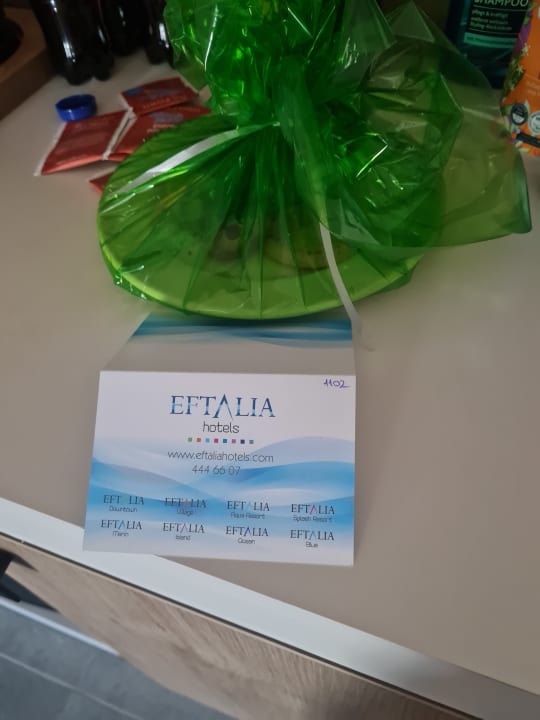 SHAMPOO
1102
EFTALIA
hotels
www.eftaliahotels.com
444 66 07
EFTALIA EFTALIA EFTALIA EFTALIA
Downtown Village Aqua Resort Splash Resort
EFTALIA EFTALIA EFTALIA EFTALIA
Marin Island Ocean Blue